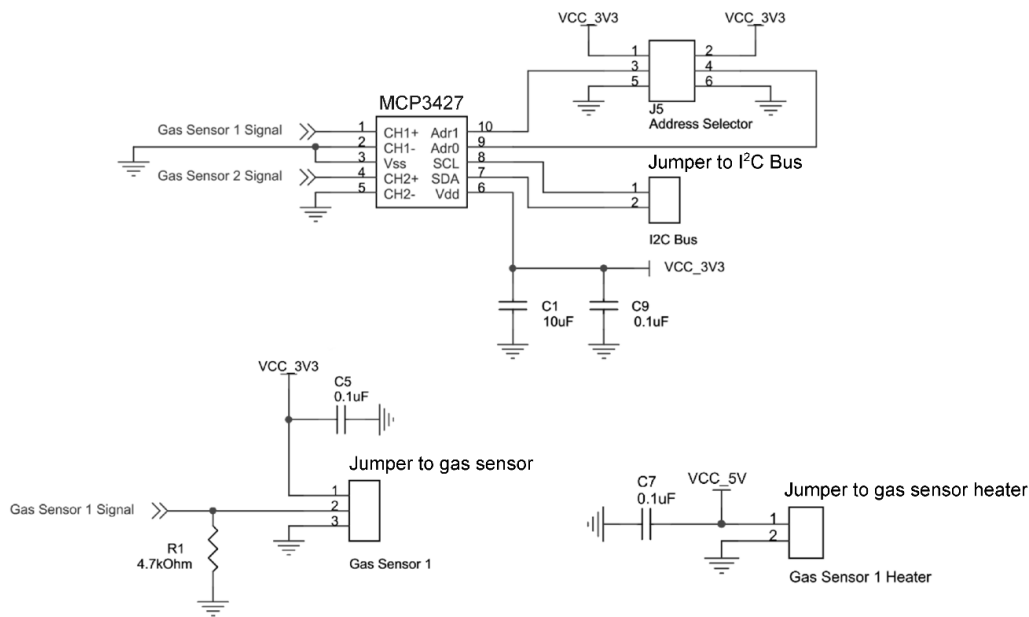 VCC_3V3 VCC_3V3
1 2
3 4
5 6
J5
Address Selector
MCP3427
Gas Sensor 1 Signal 1 CH1+ Adr1 10
2 CH1- Adr0 9
3 Vss SCL 8
Gas Sensor 2 Signal 4 CH2+ SDA 7
5 CH2- Vdd 6
Jumper to I²C Bus
1
2
I2C Bus
VCC_3V3
C1
10uF
C9
0.1uF
VCC_3V3
C5
0.1uF
Jumper to gas sensor
1
2
3
Gas Sensor 1 Signal
R1
4.7kOhm
Gas Sensor 1
C7
0.1uF
VCC_5V
Jumper to gas sensor heater
1
2
Gas Sensor 1 Heater